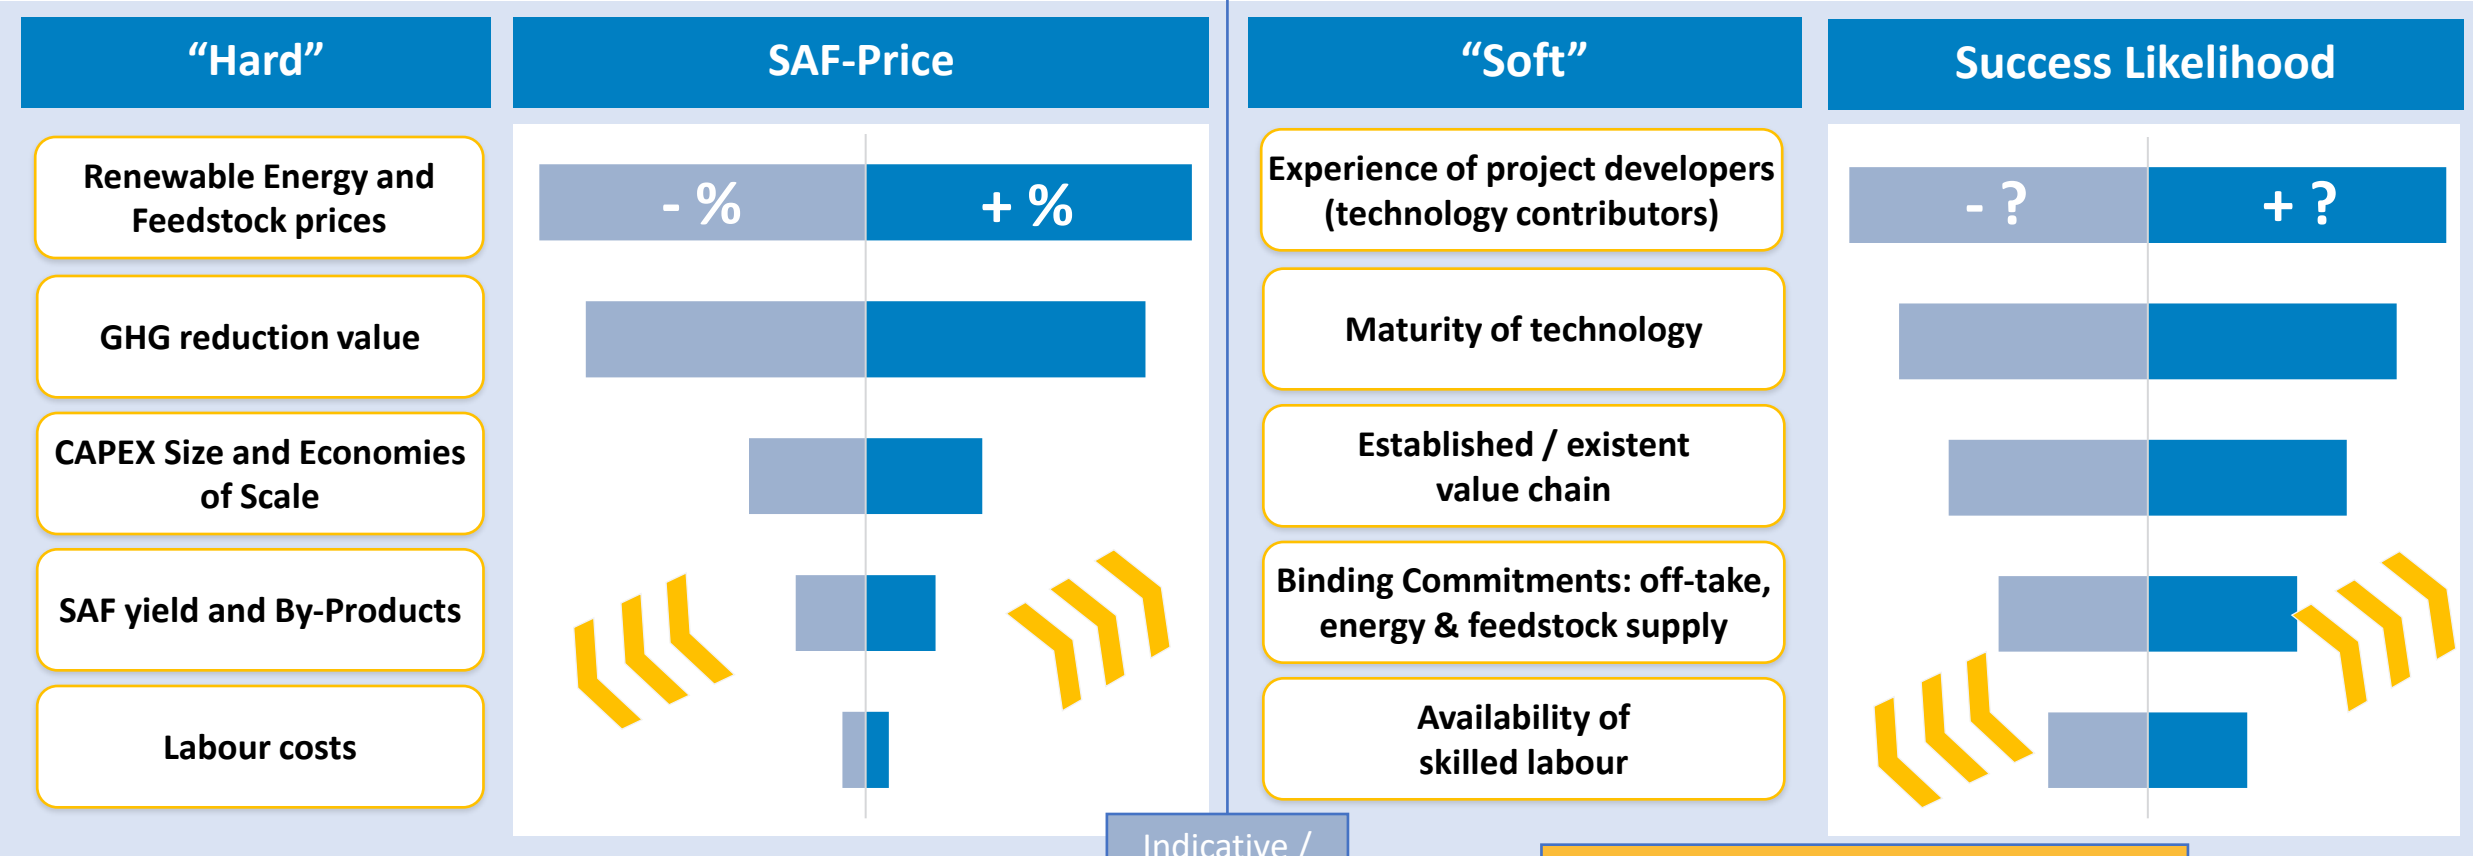 “Hard”
SAF-Price
Renewable Energy and
Feedstock prices
- %
+ %
GHG reduction value
CAPEX Size and Economies
of Scale
SAF yield and By-Products
Labour costs
“Soft”
Success Likelihood
Experience of project developers
(technology contributors)
- ?
+ ?
Maturity of technology
Established / existent
value chain
Binding Commitments: off-take,
energy & feedstock supply
Availability of
skilled labour
Indicative /